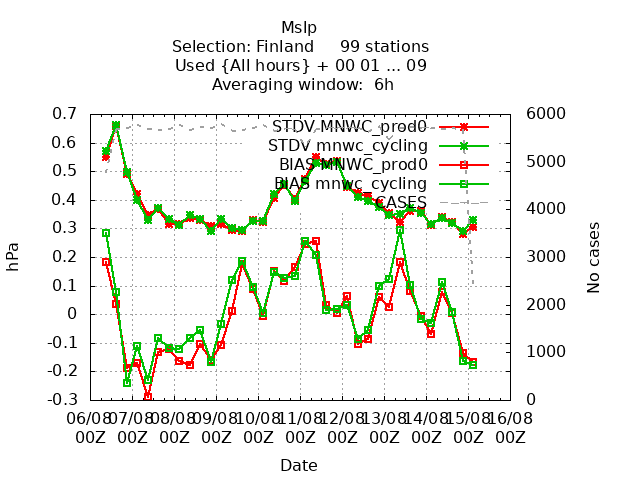 Mslp
Selection: Finland 99 stations
Used {All hours} + 00 01 ... 09
Averaging window: 6h
STDV MNWC_prod0
STDV mnwc_cycling
BIAS MNWC_prod0
BIAS mnwc_cycling
CASES
0.7
0.6
0.5
0.4
0.3
0.2
0.1
0
-0.1
-0.2
-0.3
hPa
6000
5000
4000
3000
2000
1000
0
No cases
06/08 07/08 08/08 09/08 10/08 11/08 12/08 13/08 14/08 15/08 16/08
00Z 00Z 00Z 00Z 00Z 00Z 00Z 00Z 00Z 00Z 00Z
Date